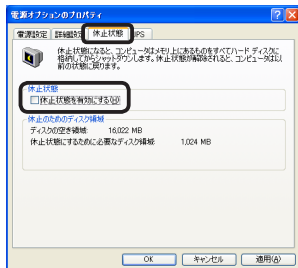 電源オプションのプロパティ
電源設定 詳細設定 休止状態 UPS
休止状態になると、コンピュータはメモリ上にあるものをすべてハード ディスクに
格納してからシャットダウンします。休止状態が解除されると、コンピュータは以
前の状態に戻ります。
休止状態
休止状態を有効にする(H)
休止のためのディスク領域
ディスクの空き領域: 16,022 MB
休止状態にするために必要なディスク領域: 1,024 MB
OK キャンセル 適用(A)